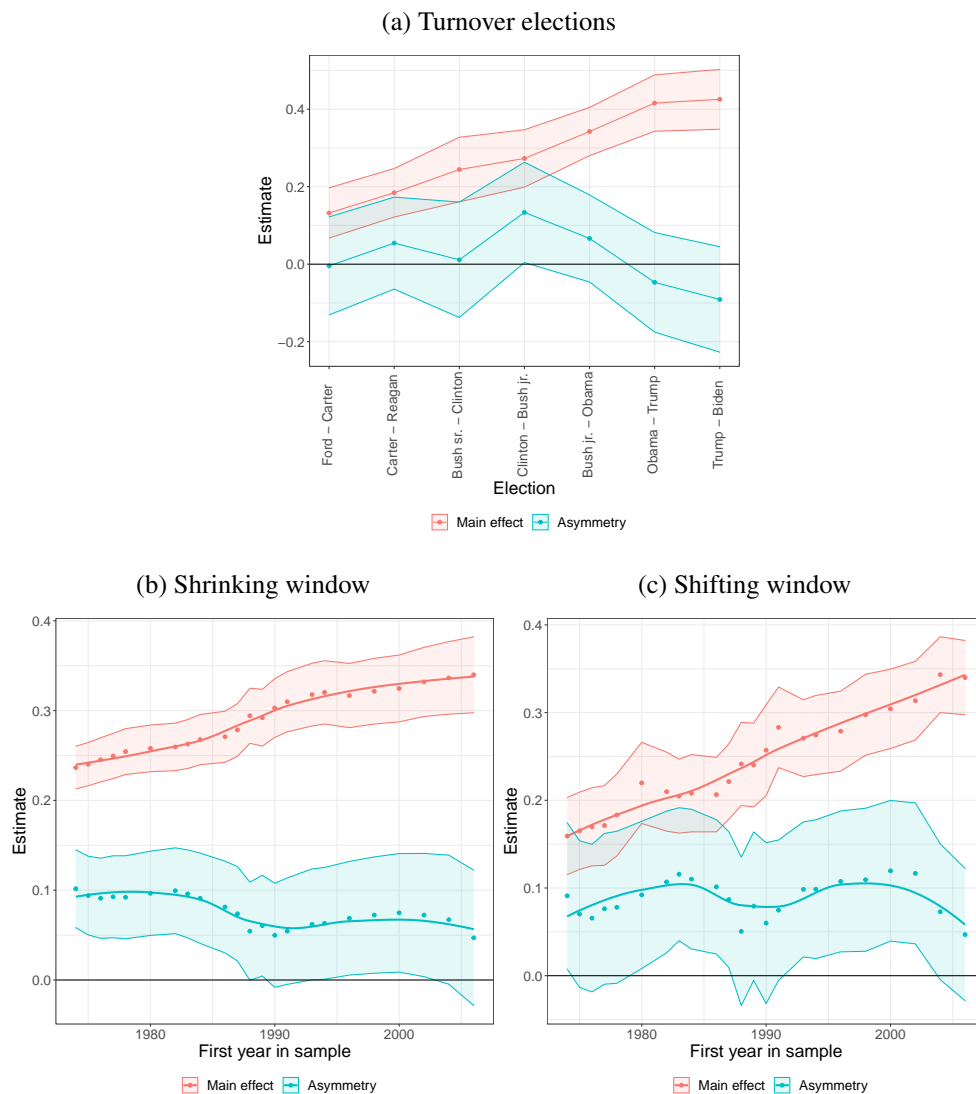 (a) Turnover elections
0.4
0.2
0.0
−0.2
Estimate
Ford − Carter
Carter − Reagan
Bush sr. − Clinton
Clinton − Bush jr.
Bush jr. − Obama
Obama − Trump
Trump − Biden
Election
Main effect Asymmetry
(b) Shrinking window
0.4
0.3
0.2
0.1
0.0
Estimate
1980 1990 2000
First year in sample
Main effect Asymmetry
(c) Shifting window
0.4
0.3
0.2
0.1
0.0
Estimate
1980 1990 2000
First year in sample
Main effect Asymmetry